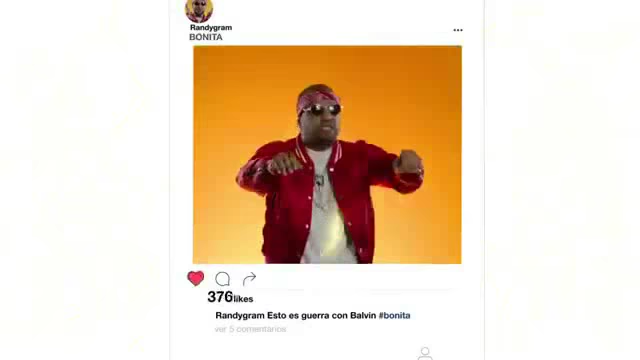 Randygram
BONITA
376likes
Randygram Esto es guerra con Balvin #bonita
ver 5 comentarios